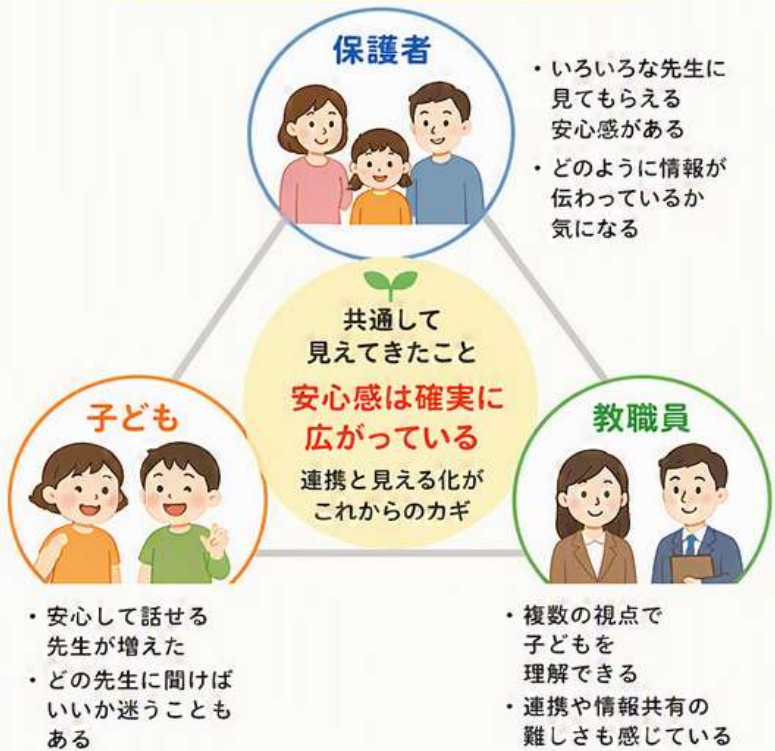 保護者
・いろいろな先生に
見てもらえる
安心感がある
・どのように情報が
伝わっているか
気になる
共通して
見えてきたこと
安心感は確実に
広がっている
連携と見える化が
これからのカギ
子ども
・安心して話せる
先生が増えた
・どの先生に聞けば
いいか迷うことも
ある
教職員
・複数の視点で
子どもを
理解できる
・連携や情報共有の
難しさも感じている